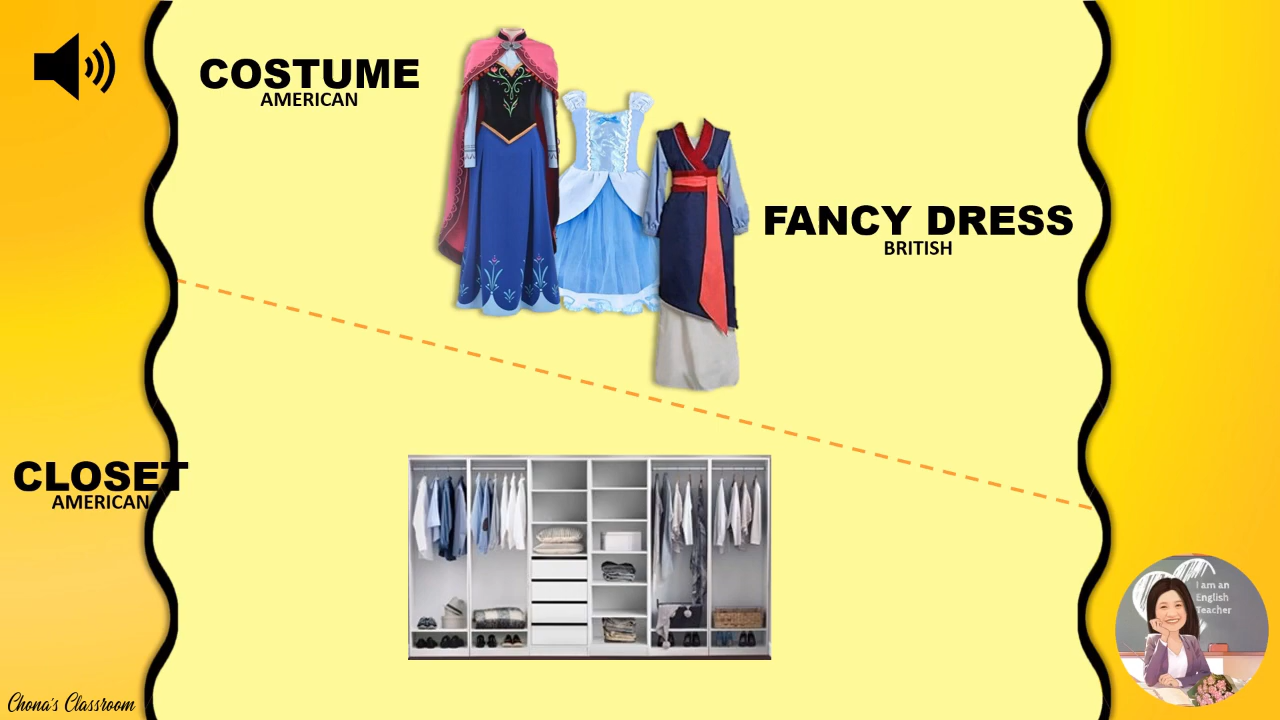 COSTUME
AMERICAN
FANCY DRESS
BRITISH
CLOSET
AMERICAN
I am an
English
Teacher
Chona's Classroom